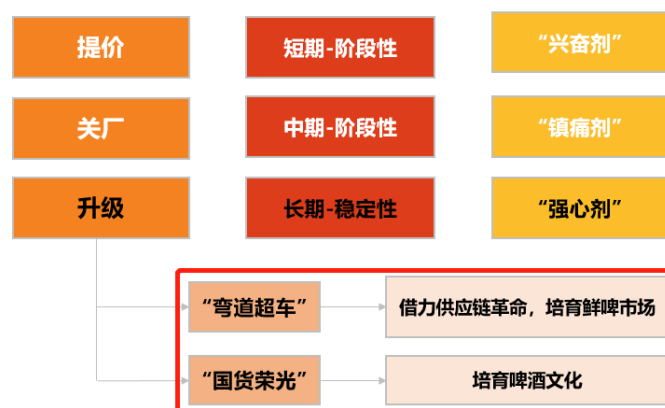 提价
短期-阶段性
“兴奋剂”
关厂
中期-阶段性
“镇痛剂”
升级
长期-稳定性
“强心剂”
“弯道超车”
借力供应链革命，培育鲜啤市场
“国货荣光”
培育啤酒文化